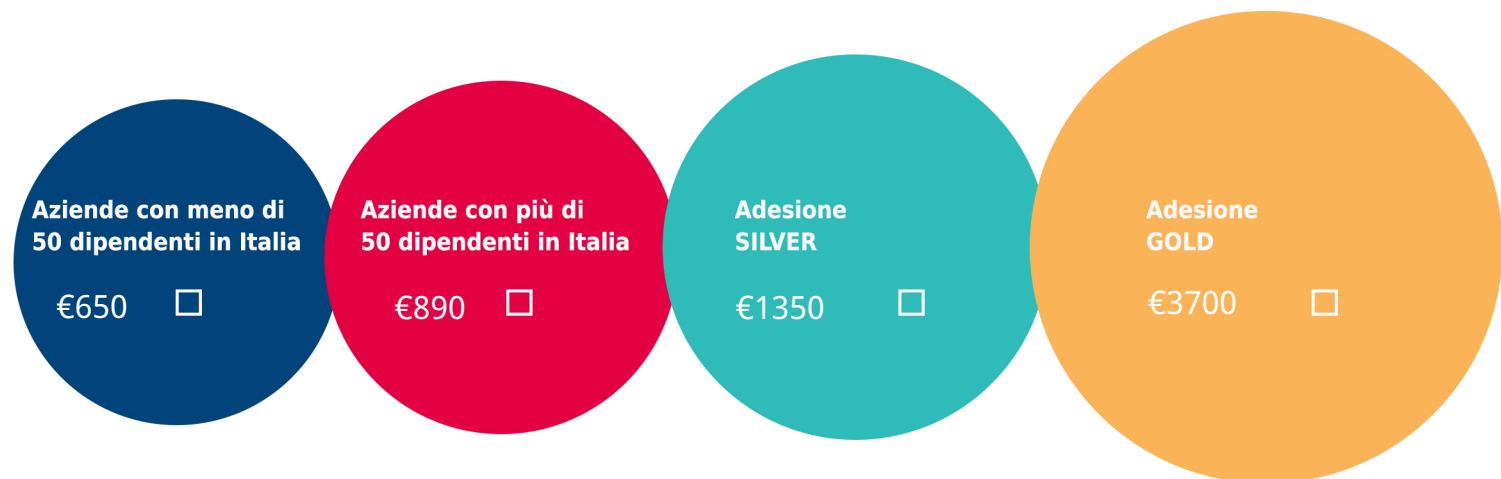 Aziende con meno di
50 dipendenti in Italia
€650
Aziende con più di
50 dipendenti in Italia
€890
Adesione
SILVER
€1350
Adesione
GOLD
€3700